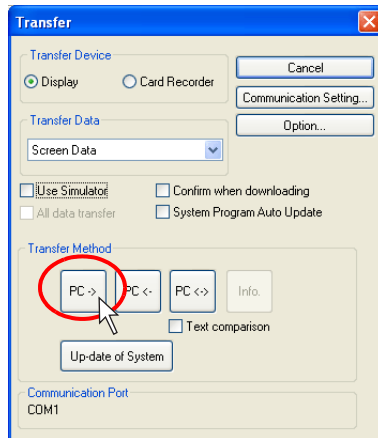 Transfer
Transfer Device
Display
Card Recorder
Cancel
Communication Setting...
Option...
Transfer Data
Screen Data
Use Simulator
Confirm when downloading
All data transfer
System Program Auto Update
Transfer Method
PC ->
PC <-
PC <->
Info.
Text comparison
Up-date of System
Communication Port
COM1